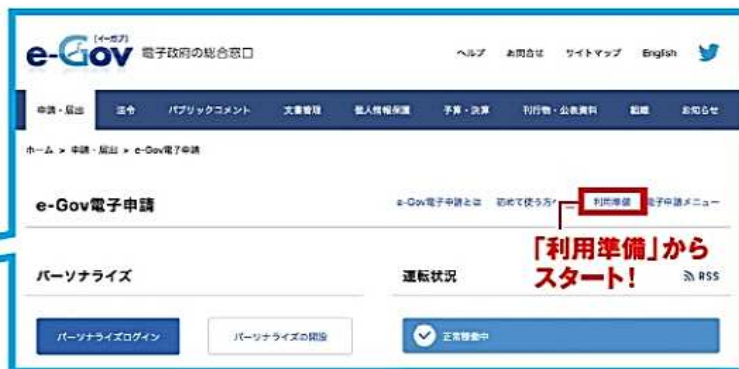 (イーガブ)
e-Gov 電子政府の総合窓口
ヘルプ お問合せ サイトマップ English
申請・届出 法令 パブリックコメント 文書管理 個人情報保護 予算・決算 刊行物・公表資料 組織 お知らせ
ホーム > 申請・届出 > e-Gov電子申請
e-Gov電子申請
e-Gov電子申請とは 初めて使う方 利用準備 電子申請メニュー
「利用準備」から
スタート!
パーソナライズ
運転状況 RSS
パーソナライズログイン パーソナライズの開設
正常稼働中